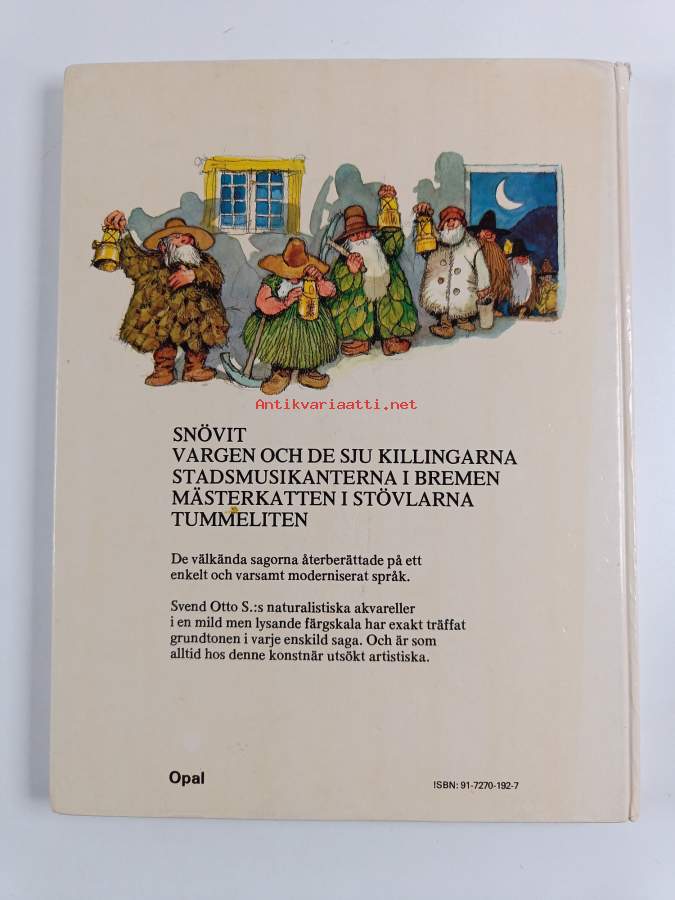 Antikvariaatti.net
SNÖVIT
VARGEN OCH DE SJU KILLINGARNA
STADSMUSIKANTERNA I BREMEN
MÄSTERKATTEN I STÖVLARNA
TUMMELITEN
De välkända sagorna återberättade på ett
enkelt och varsamt moderniserat språk.
Svend Otto S.:s naturalistiska akvareller
i en mild men lysande färgskala har exakt träffat
grundtonen i varje enskild saga. Och är som
alltid hos denne konstnär utsökt artistiska.
Opal
ISBN: 91-7270-192-7